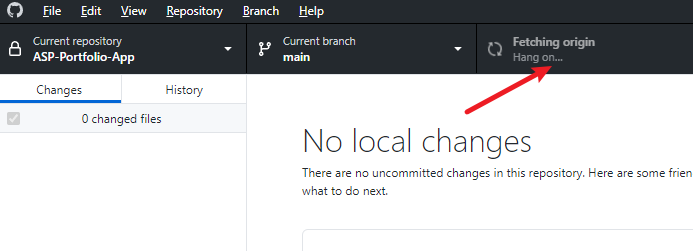 File Edit View Repository Branch Help
Current repository
ASP-Portfolio-App
Current branch
main
Fetching origin
Hang on...
Changes
History
0 changed files
No local changes
There are no uncommitted changes in this repository. Here are some frien
what to do next.